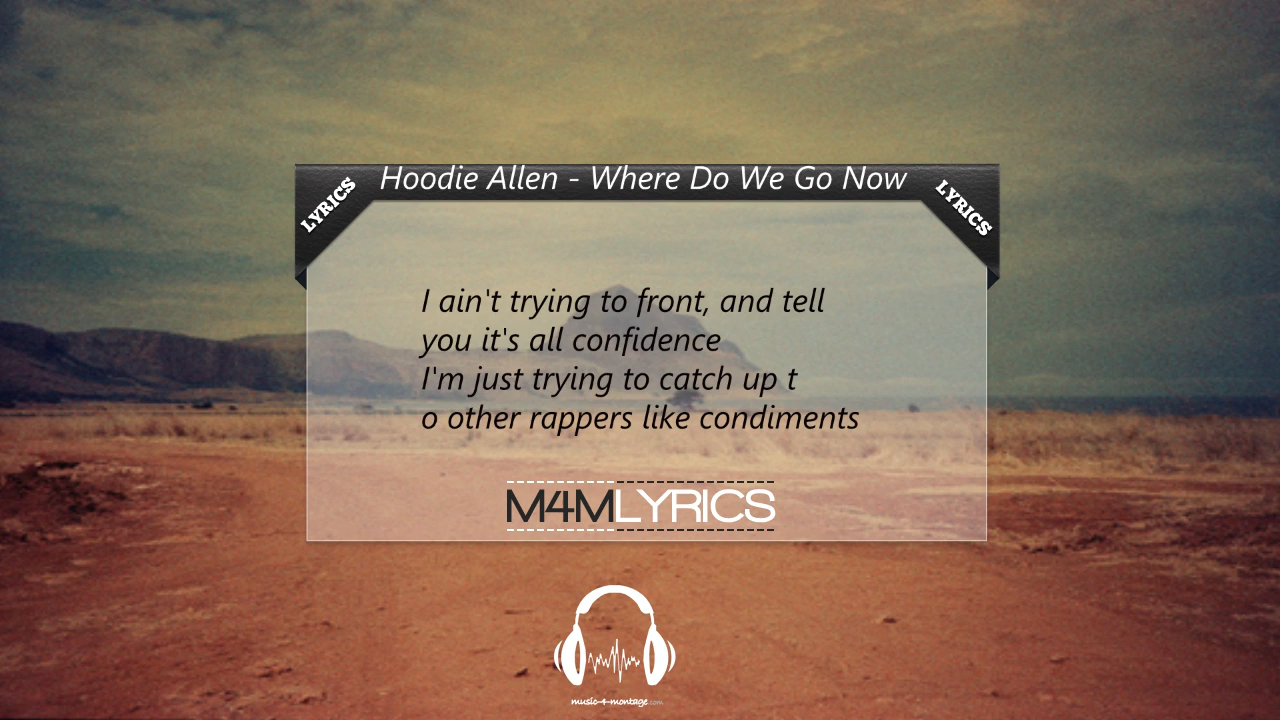 Hoodie Allen - Where Do We Go Now
LYRICS
LYRICS
I ain't trying to front, and tell
you it's all confidence
I'm just trying to catch up t
o other rappers like condiments
M4MLYRICS
music-4-montage.com